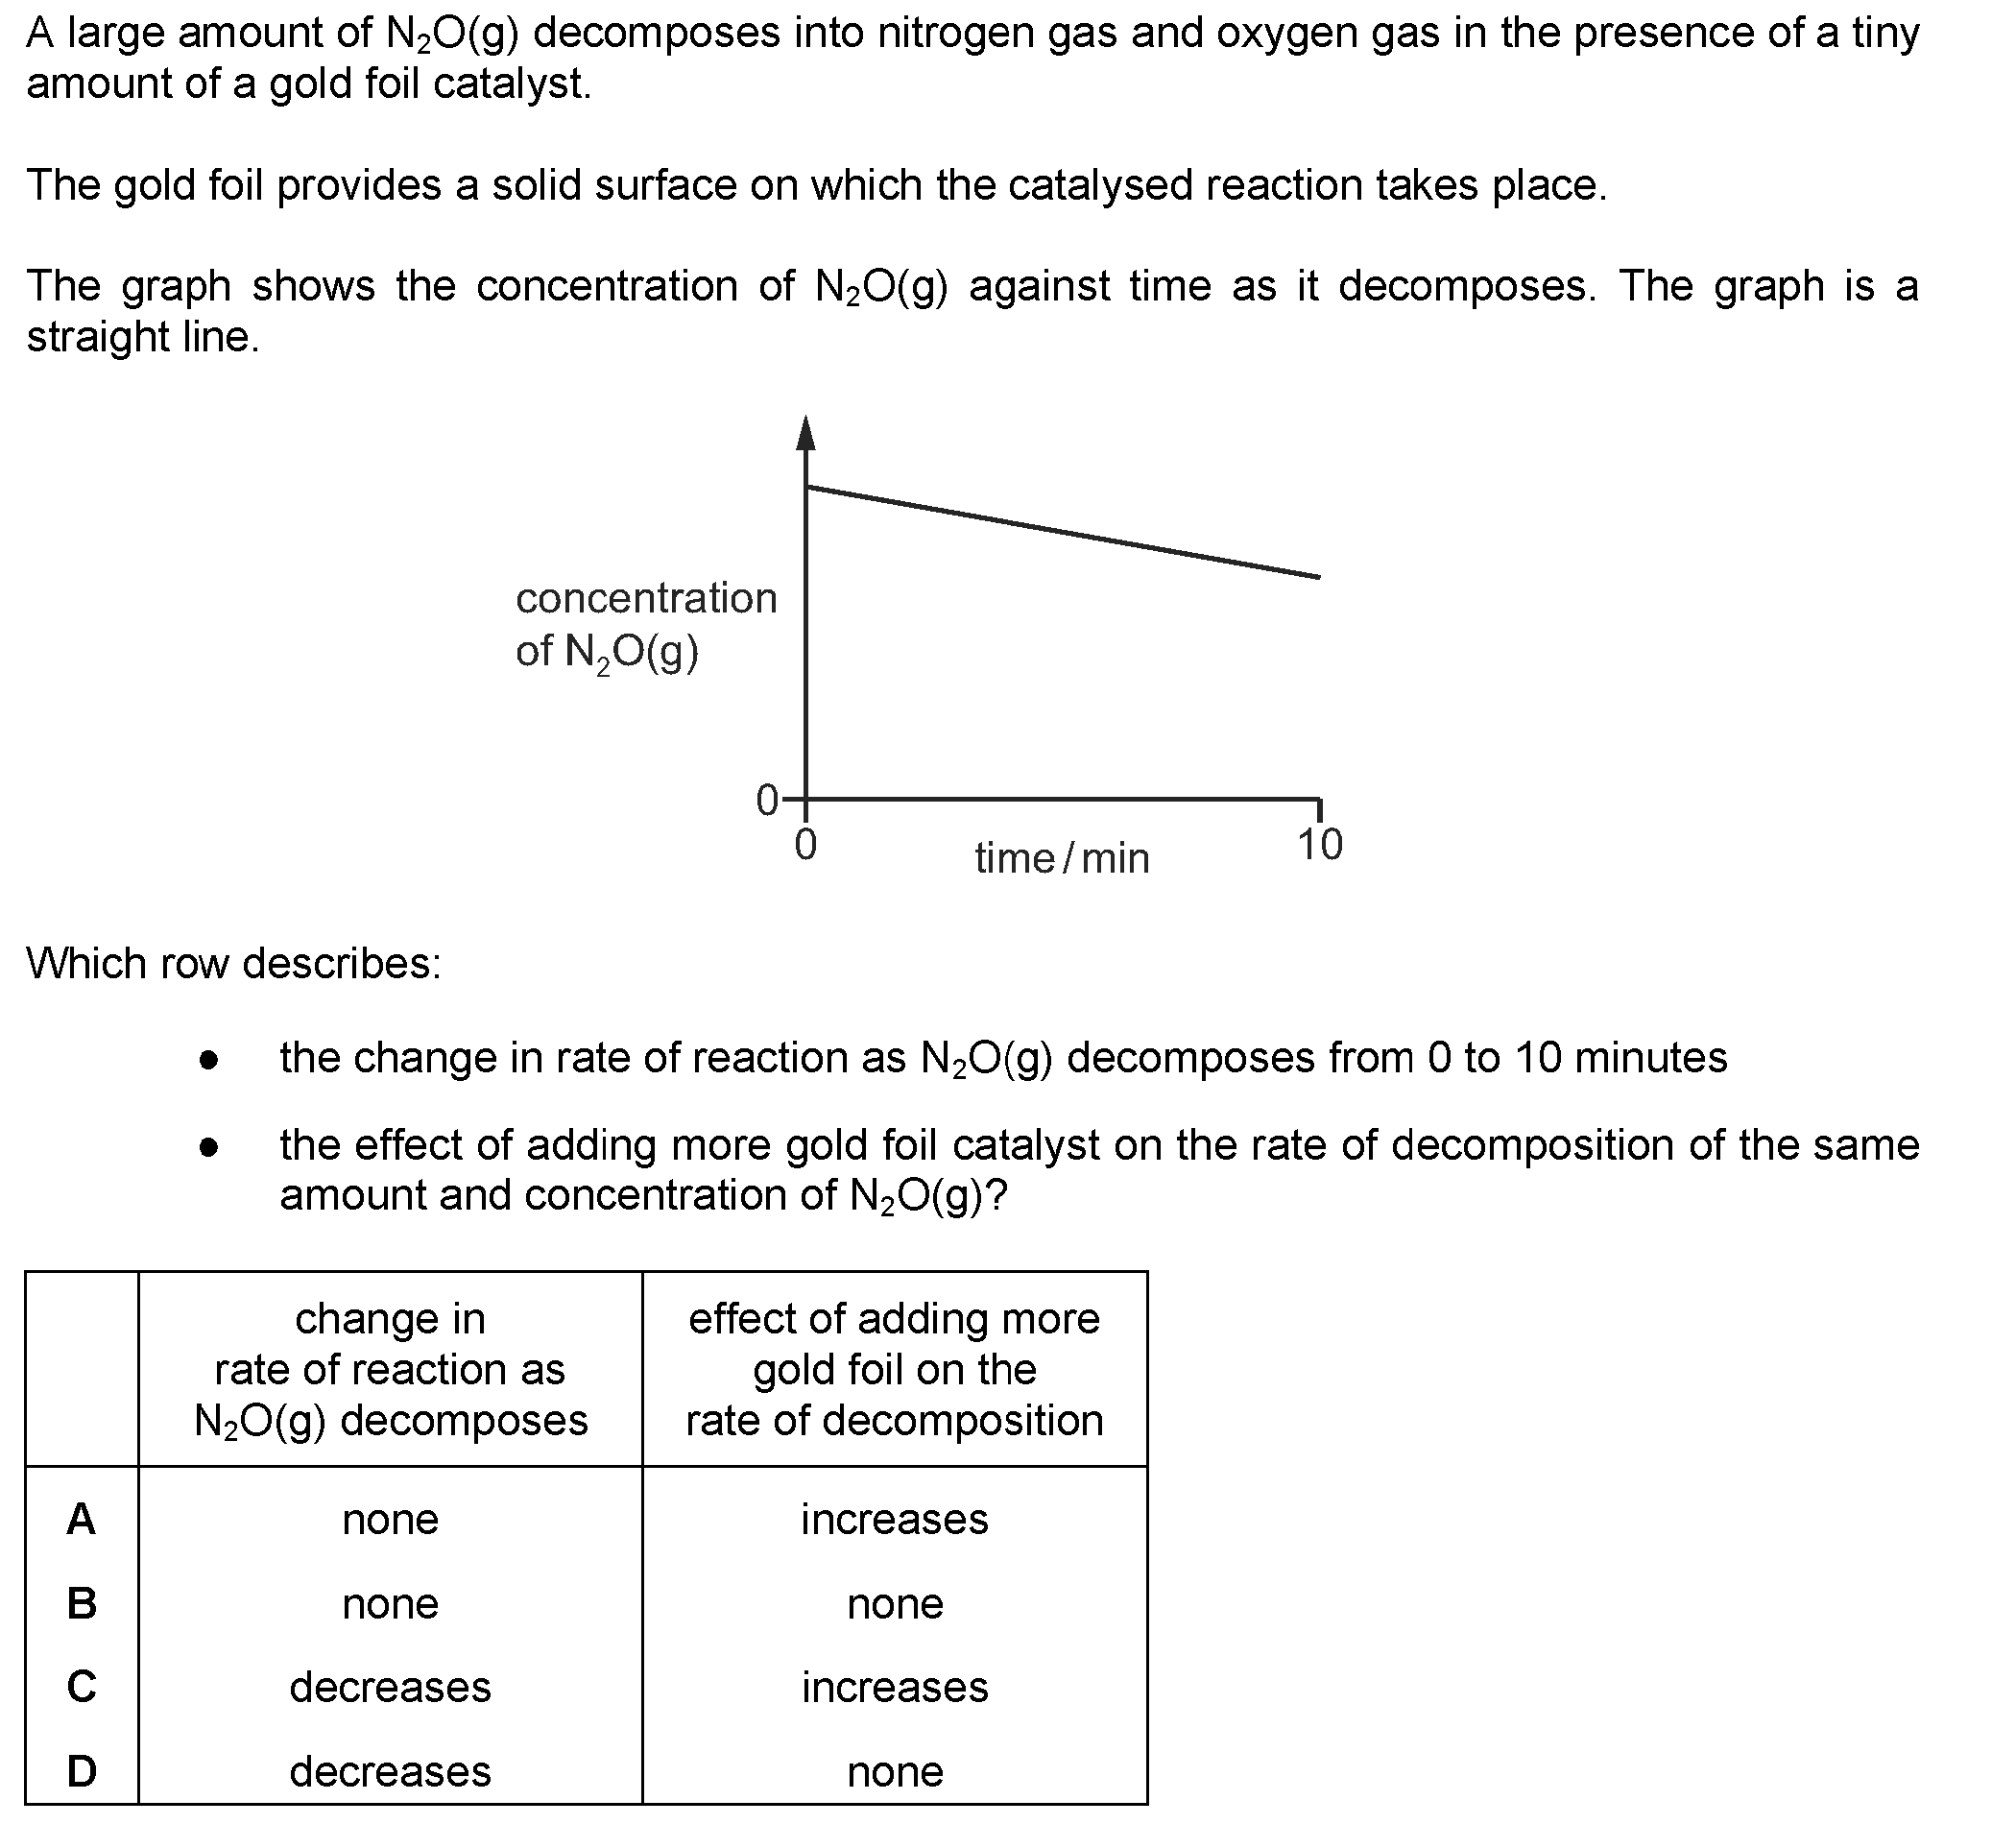 A large amount of N₂O(g) decomposes into nitrogen gas and oxygen gas in the presence of a tiny
amount of a gold foil catalyst.
The gold foil provides a solid surface on which the catalysed reaction takes place.
The graph shows the concentration of N₂O(g) against time as it decomposes. The graph is a
straight line.
concentration
of N₂O(g)
0
0
time / min
10
Which row describes:
● the change in rate of reaction as N₂O(g) decomposes from 0 to 10 minutes
● the effect of adding more gold foil catalyst on the rate of decomposition of the same
amount and concentration of N₂O(g)?
change in
rate of reaction as
N₂O(g) decomposes
effect of adding more
gold foil on the
rate of decomposition
A none increases
B none none
C decreases increases
D decreases none